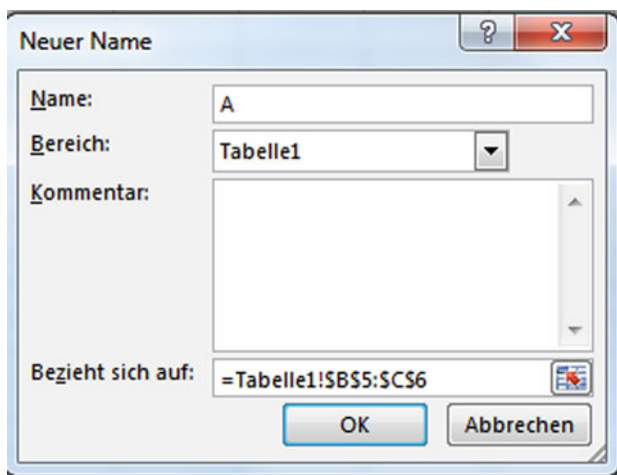 Neuer Name
Name: A
Bereich: Tabelle1
Kommentar:
Bezieht sich auf: =Tabelle1!$B$5:$C$6
OK Abbrechen